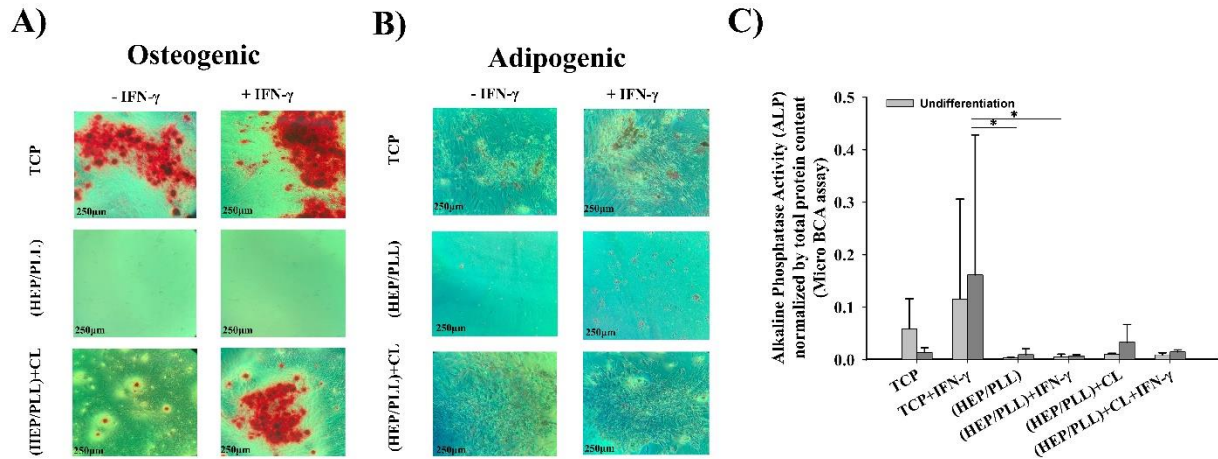 A)
Osteogenic
- IFN-γ
+ IFN-γ
TCP
250µm
250µm
(HEP/PLL)
250µm
250µm
(HEP/PLL)+CL
250µm
250µm
B)
Adipogenic
- IFN-γ
+ IFN-γ
TCP
250µm
250µm
(HEP/PLL)
250µm
250µm
(HEP/PLL)+CL
250µm
250µm
C)
Alkaline Phosphatase Activity (ALP)
normalized by total protein content
(Micro BCA assay)
0.5
0.4
0.3
0.2
0.1
0.0
Undifferentiation
*
*
TCP
TCP+IFN-γ
(HEP/PLL)
(HEP/PLL)+IFN-γ
(HEP/PLL)+CL
(HEP/PLL)+CL+IFN-γ